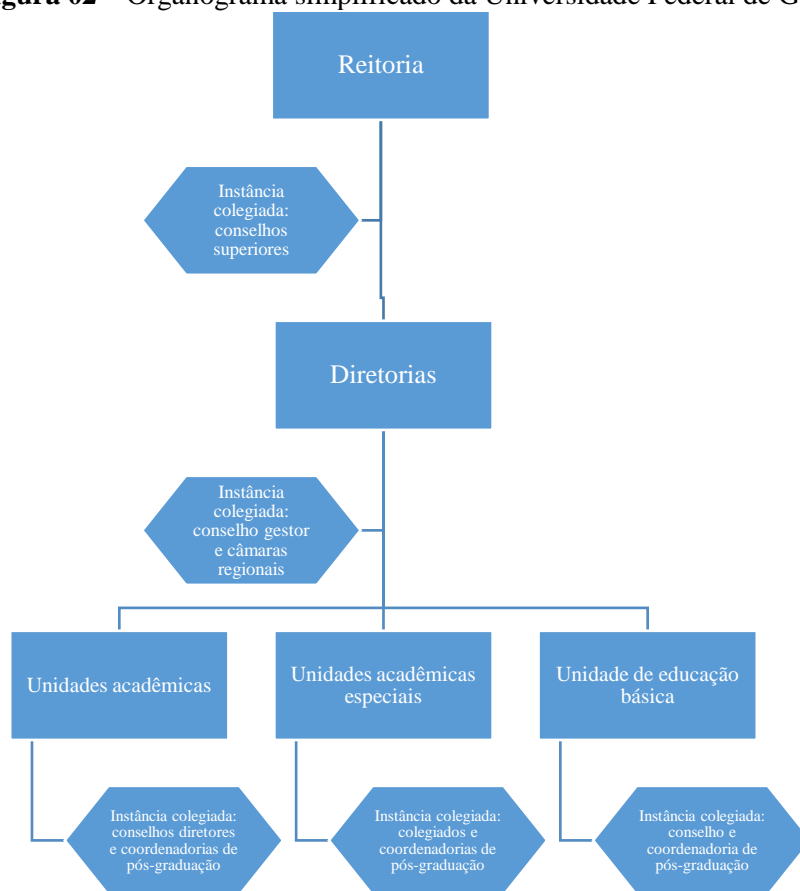 Organograma simplificado da Universidade Federal de
Reitoria
Instância
colegiada:
conselhos
superiores
Diretorias
Instância
colegiada:
conselho gestor
e câmaras
regionais
Unidades acadêmicas
Unidades acadêmicas
especiais
Unidade de educação
básica
Instância colegiada:
conselhos diretores
e coordenadorias de
pós-graduação
Instância colegiada:
colegiados e
coordenadorias de
pós-graduação
Instância colegiada:
conselho e
coordenadoria de
pós-graduação